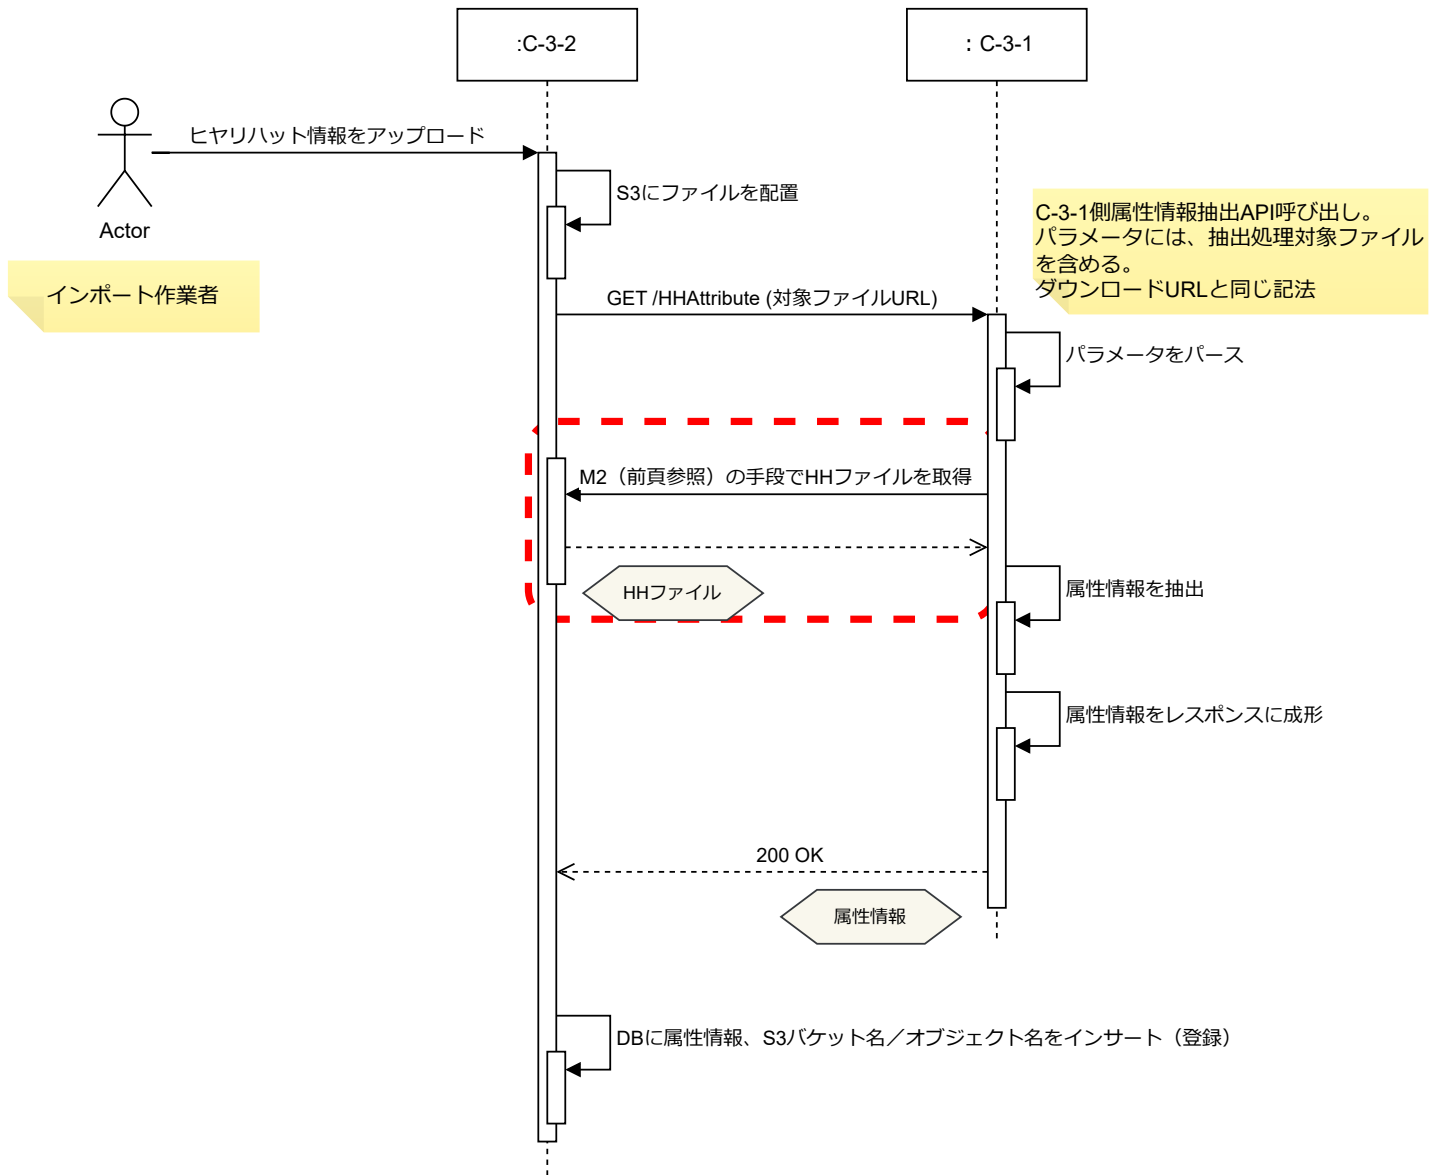 :C-3-2
: C-3-1
ヒヤリハット情報をアップロード
S3にファイルを配置
Actor
インポート作業者
C-3-1側属性情報抽出API呼び出し。
パラメータには、抽出処理対象ファイル
を含める。
ダウンロードURLと同じ記法
GET /HHAttribute (対象ファイルURL)
パラメータをパース
M2（前頁参照）の手段でHHファイルを取得
HHファイル
属性情報を抽出
属性情報をレスポンスに成形
200 OK
属性情報
DBに属性情報、S3バケット名／オブジェクト名をインサート（登録）